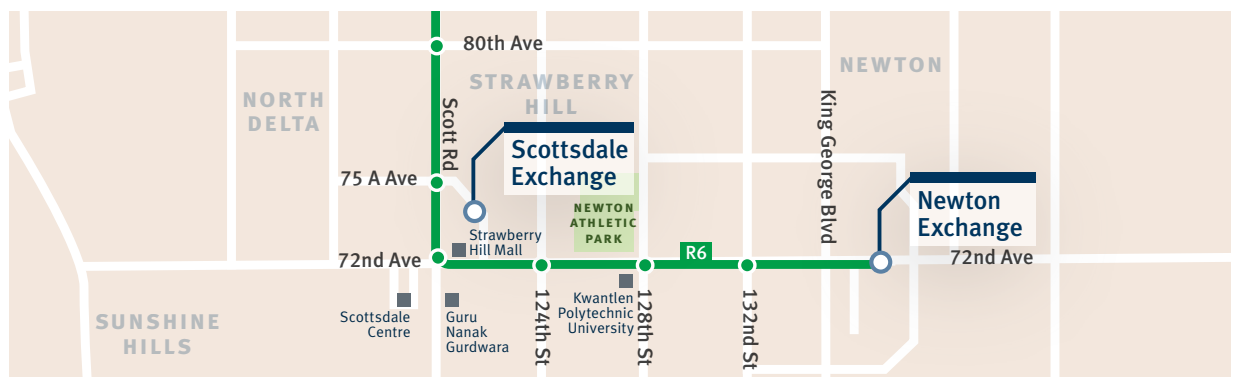 80th Ave
NEWTON
STRAWBERRY
HILL
NORTH
DELTA
Scott Rd
King George Blvd
Scottsdale
Exchange
75 A Ave
Newton
Exchange
NEWTON
ATHLETIC
PARK
Strawberry
Hill Mall
R6
72nd Ave
72nd Ave
Scottsdale
Centre
Guru
Nanak
Gurdwara
124th St
Kwantlen
Polytechnic
University
128th St
132nd St
SUNSHINE
HILLS